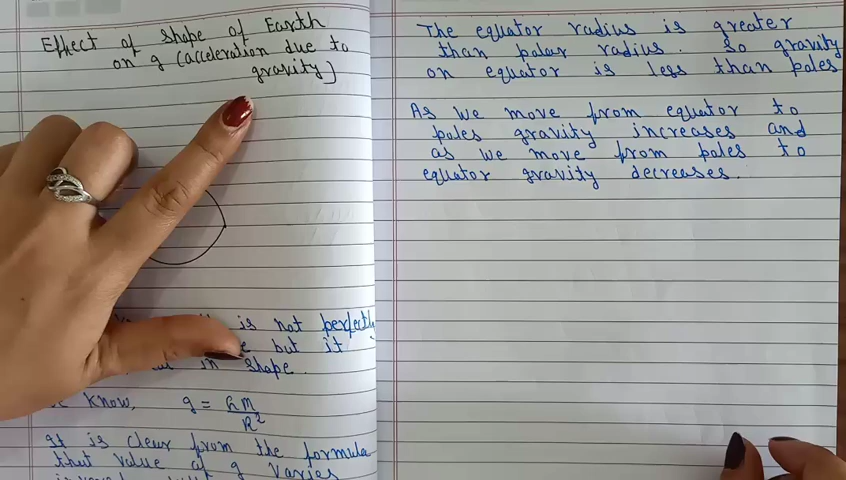 Effect of shape of Earth
on g (acceleration due to
gravity)
is not perfectly
but it
in shape.
know, g = GM
R²
It is clear from the formula
that value of g varies
The equator radius is greater
than polar radius. So gravity
on equator is less than poles
As we move from equator to
poles gravity increases and
as we move from poles to
equator gravity decreases.